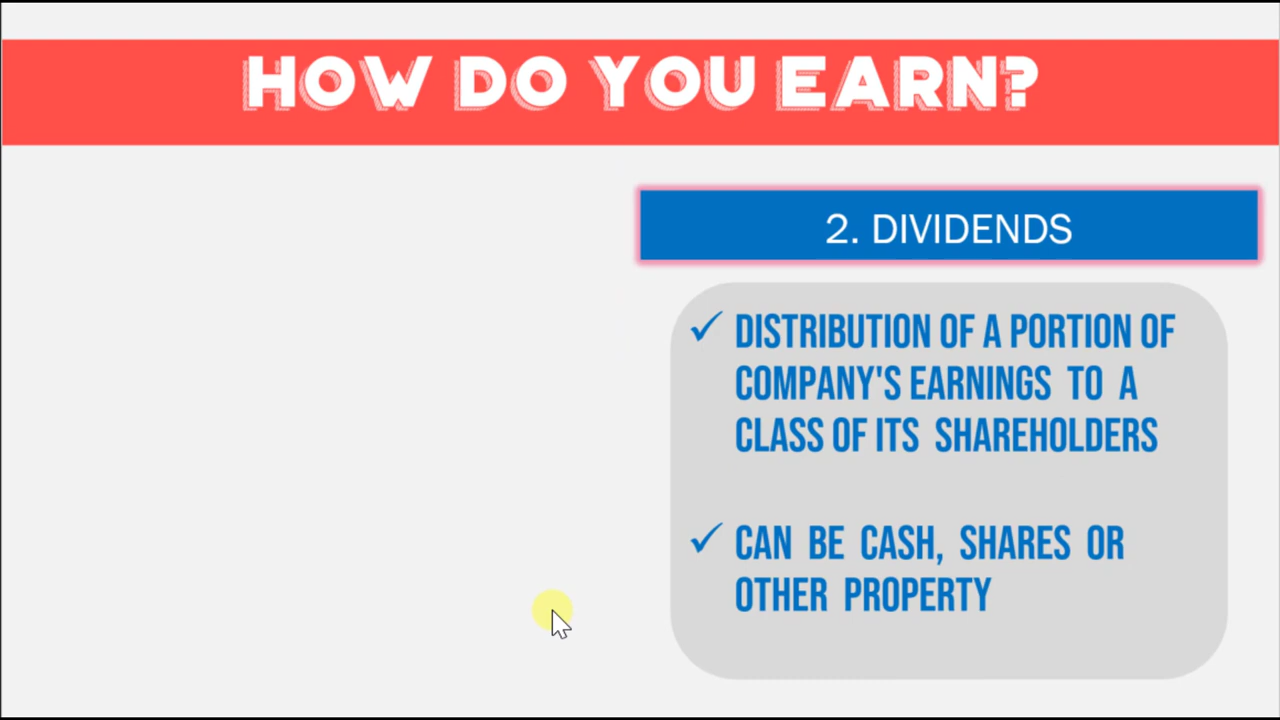 HOW DO YOU EARN?
2. DIVIDENDS
✓ DISTRIBUTION OF A PORTION OF
COMPANY'S EARNINGS TO A
CLASS OF ITS SHAREHOLDERS
✓ CAN BE CASH, SHARES OR
OTHER PROPERTY